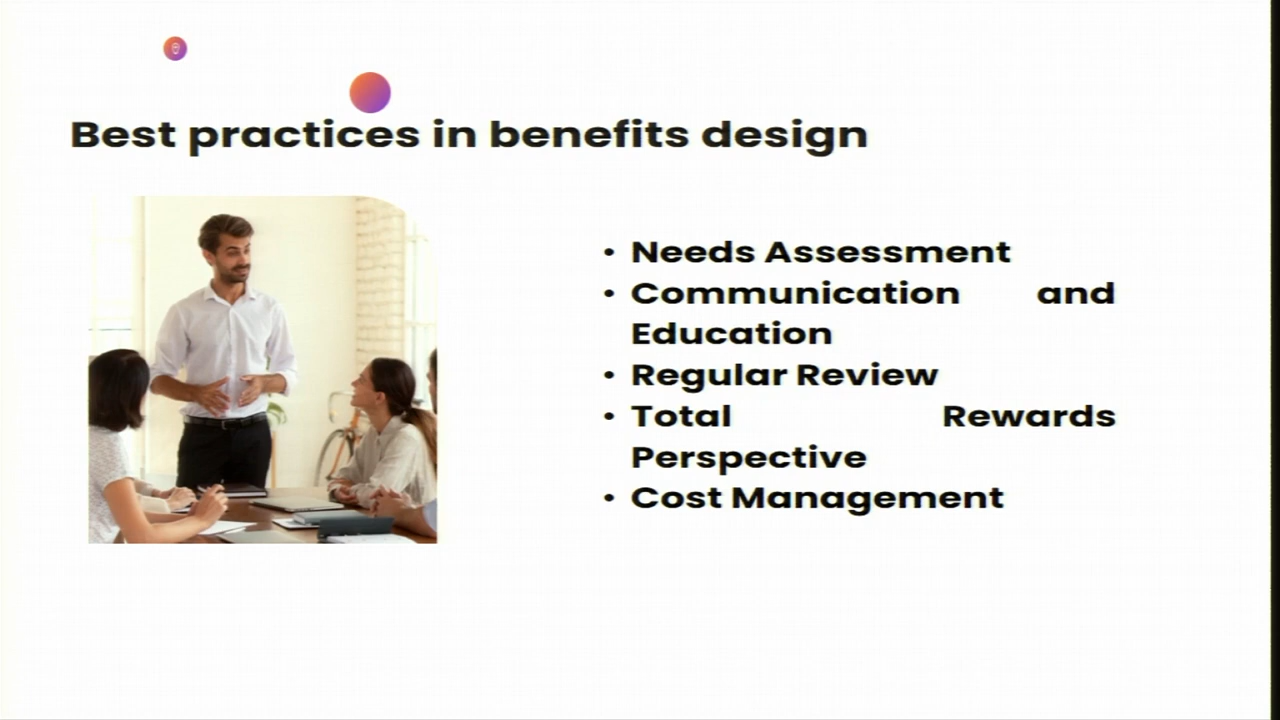 Best practices in benefits design
• Needs Assessment
• Communication and
Education
• Regular Review
• Total Rewards
Perspective
• Cost Management